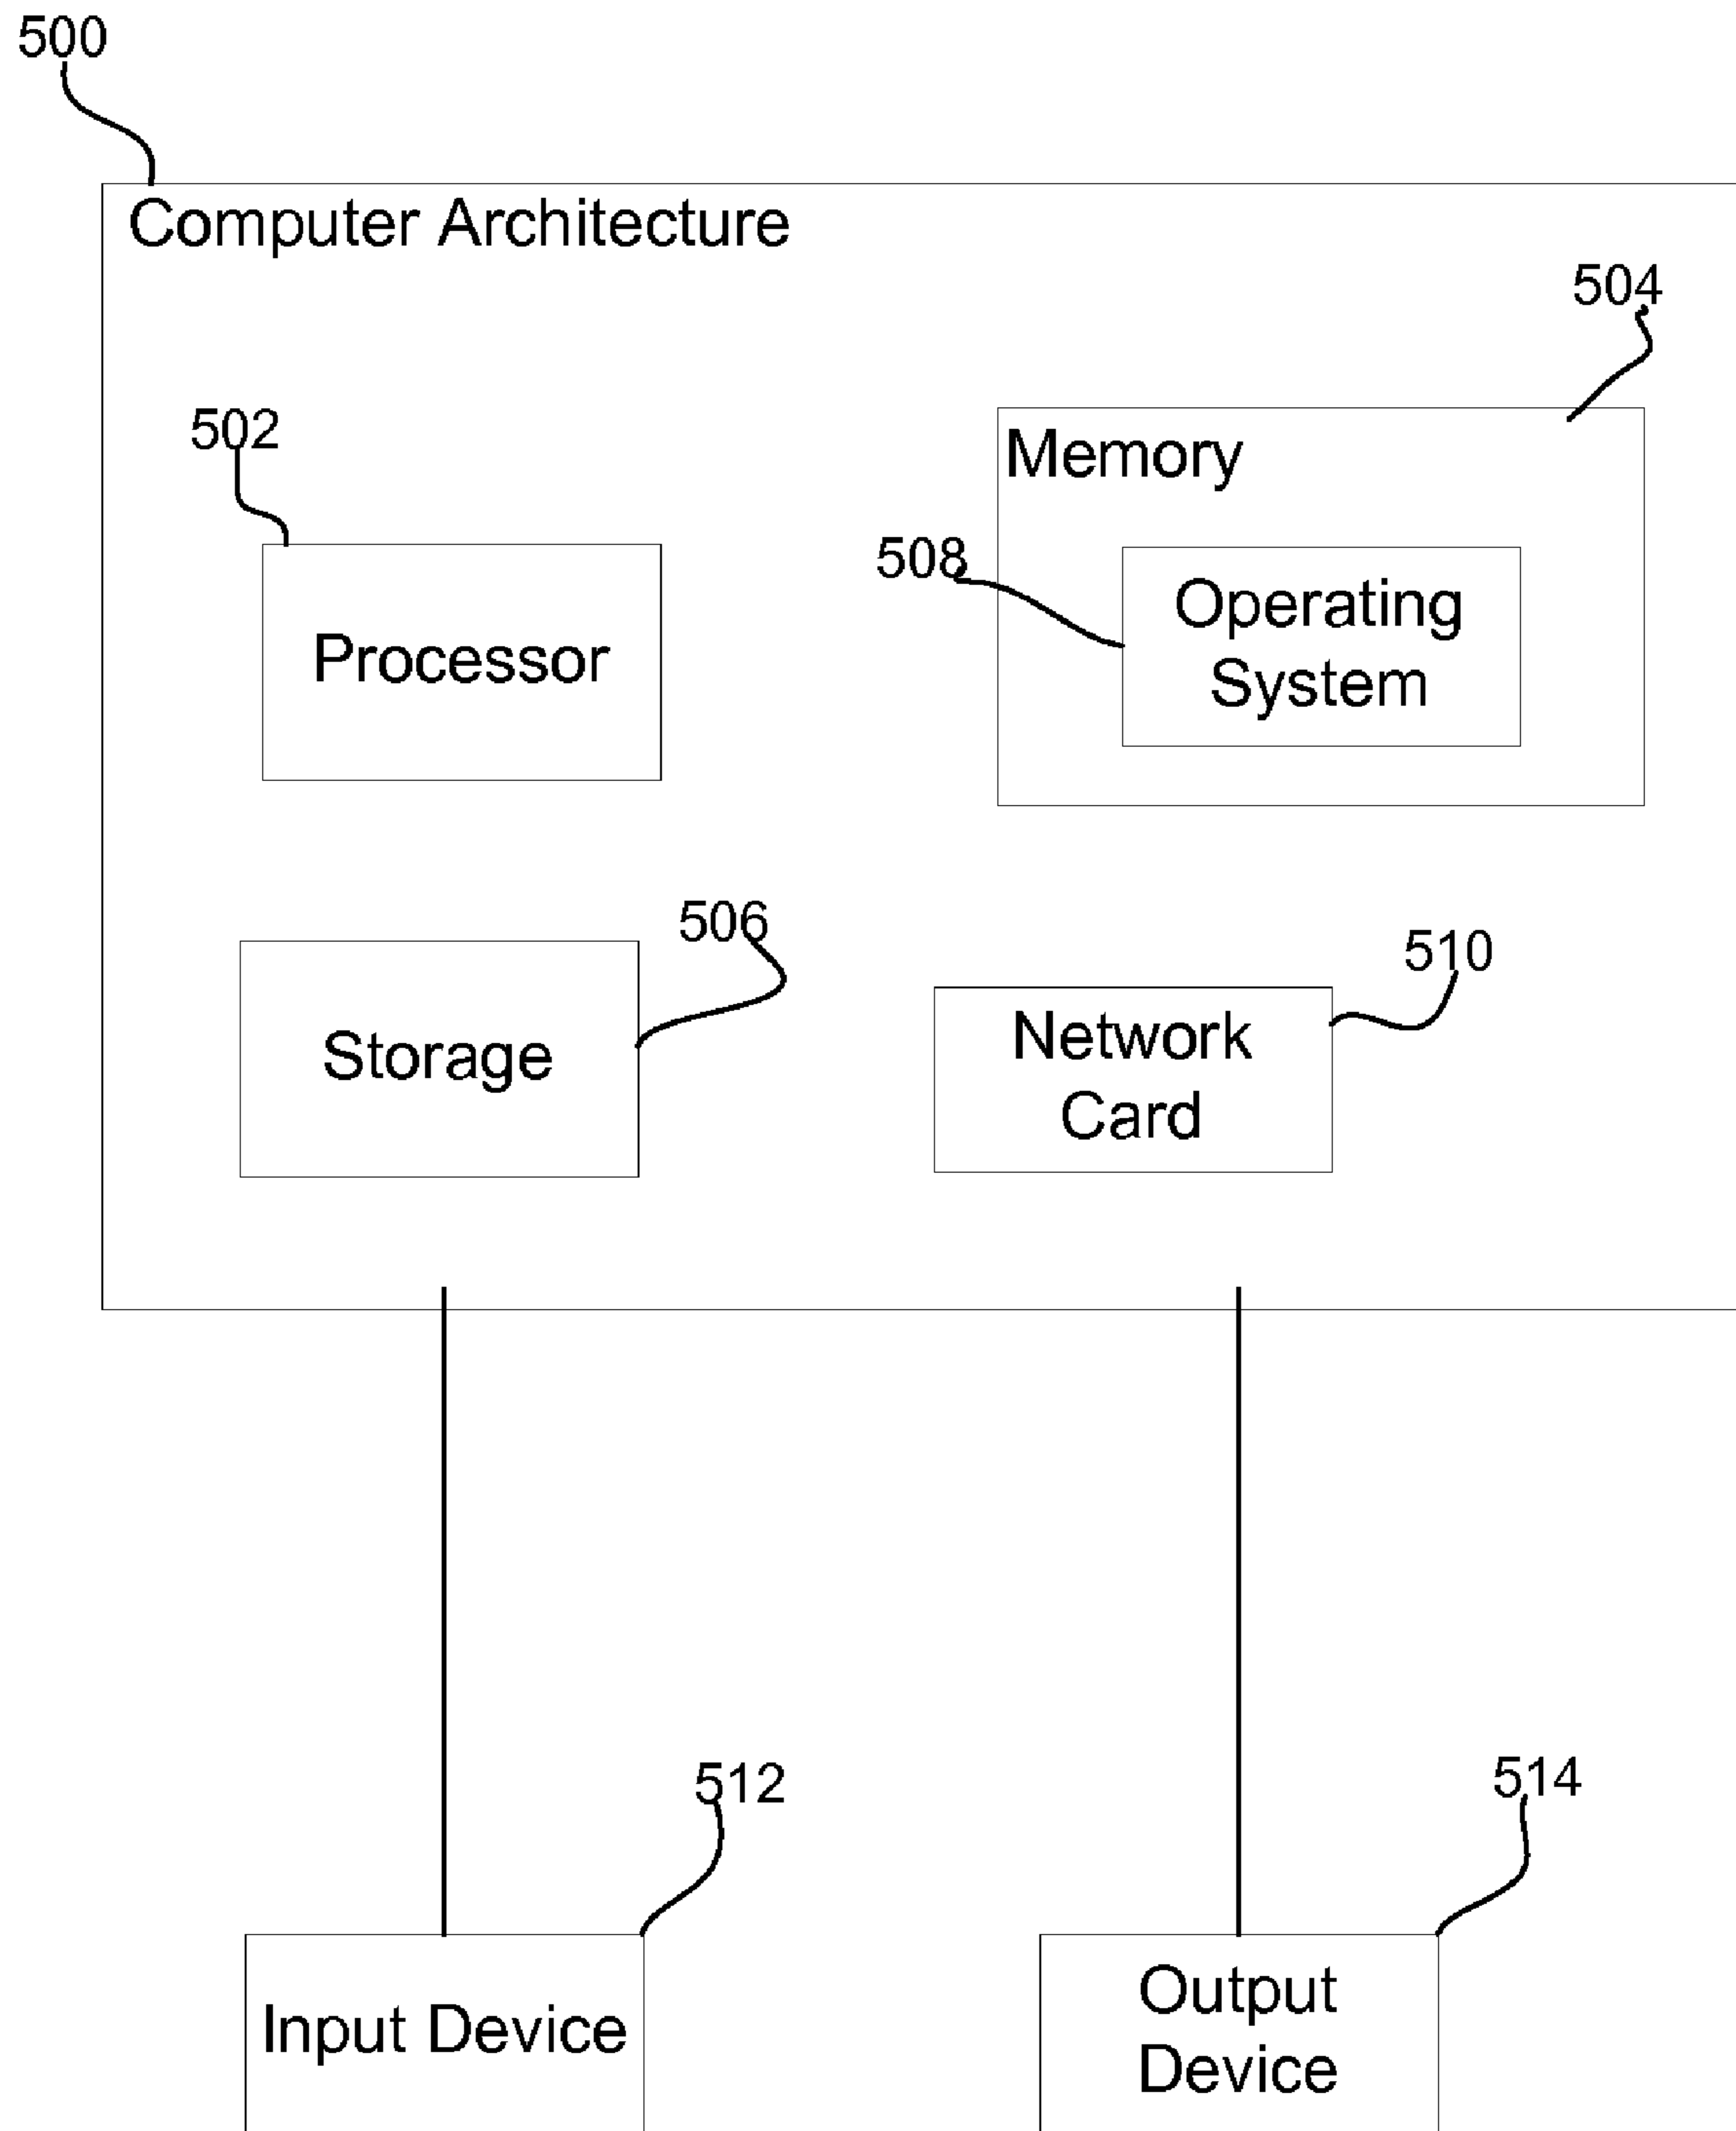 500
Computer Architecture
504
502
Memory
508
Operating
System
Processor
506
510
Storage
Network
Card
512
514
Input Device
Output
Device